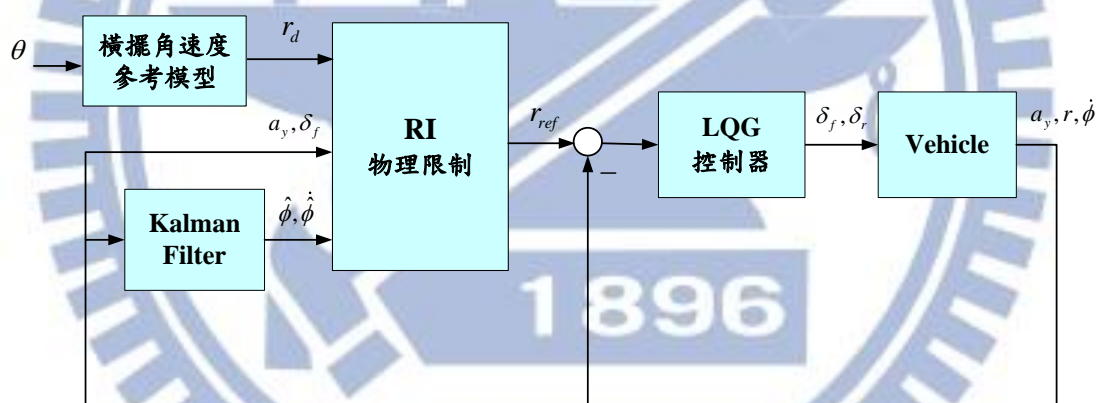 θ
橫擺角速度
參考模型
r_d
a_y, δ_f
Kalman
Filter
φ̂, φ̂̇
RI
物理限制
r_ref
−
LQG
控制器
δ_f, δ_r
Vehicle
a_y, r, φ̇
1896